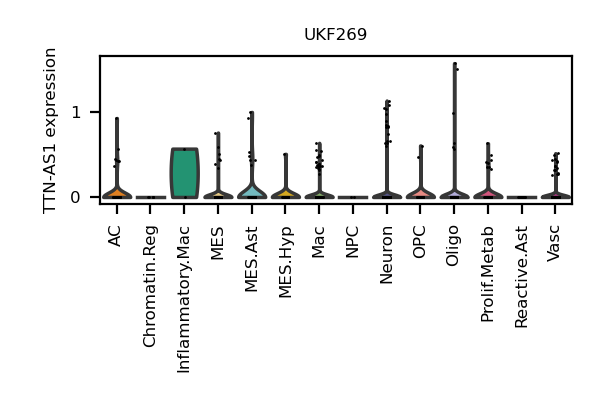 UKF269
TTN-AS1 expression
1
0
AC
Chromatin.Reg
Inflammatory.Mac
MES
MES.Ast
MES.Hyp
Mac
NPC
Neuron
OPC
Oligo
Prolif.Metab
Reactive.Ast
Vasc